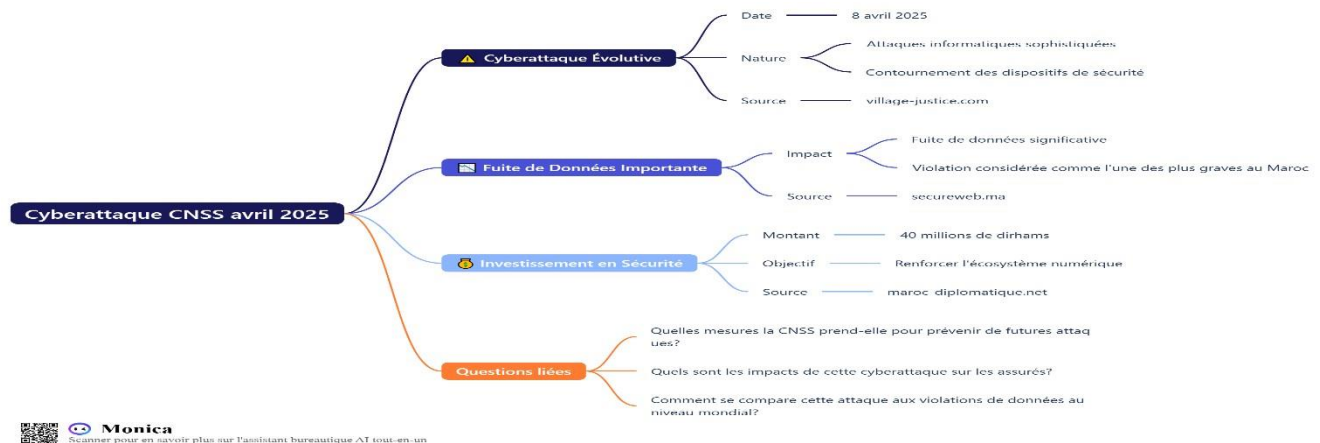 Cyberattaque CNSS avril 2025
⚠ Cyberattaque Évolutive
Date
8 avril 2025
Nature
Attaques informatiques sophistiquées
Contournement des dispositifs de sécurité
Source
village-justice.com
Fuite de Données Importante
Impact
Fuite de données significative
Violation considérée comme l'une des plus graves au Maroc
Source
secureweb.ma
Investissement en Sécurité
Montant
40 millions de dirhams
Objectif
Renforcer l'écosystème numérique
Source
maroc-diplomatique.net
Questions liées
Quelles mesures la CNSS prend-elle pour prévenir de futures attaq
ues?
Quels sont les impacts de cette cyberattaque sur les assurés?
Comment se compare cette attaque aux violations de données au
niveau mondial?
Monica
Scanner pour en savoir plus sur l'assistant bureautique AI tout-en-un